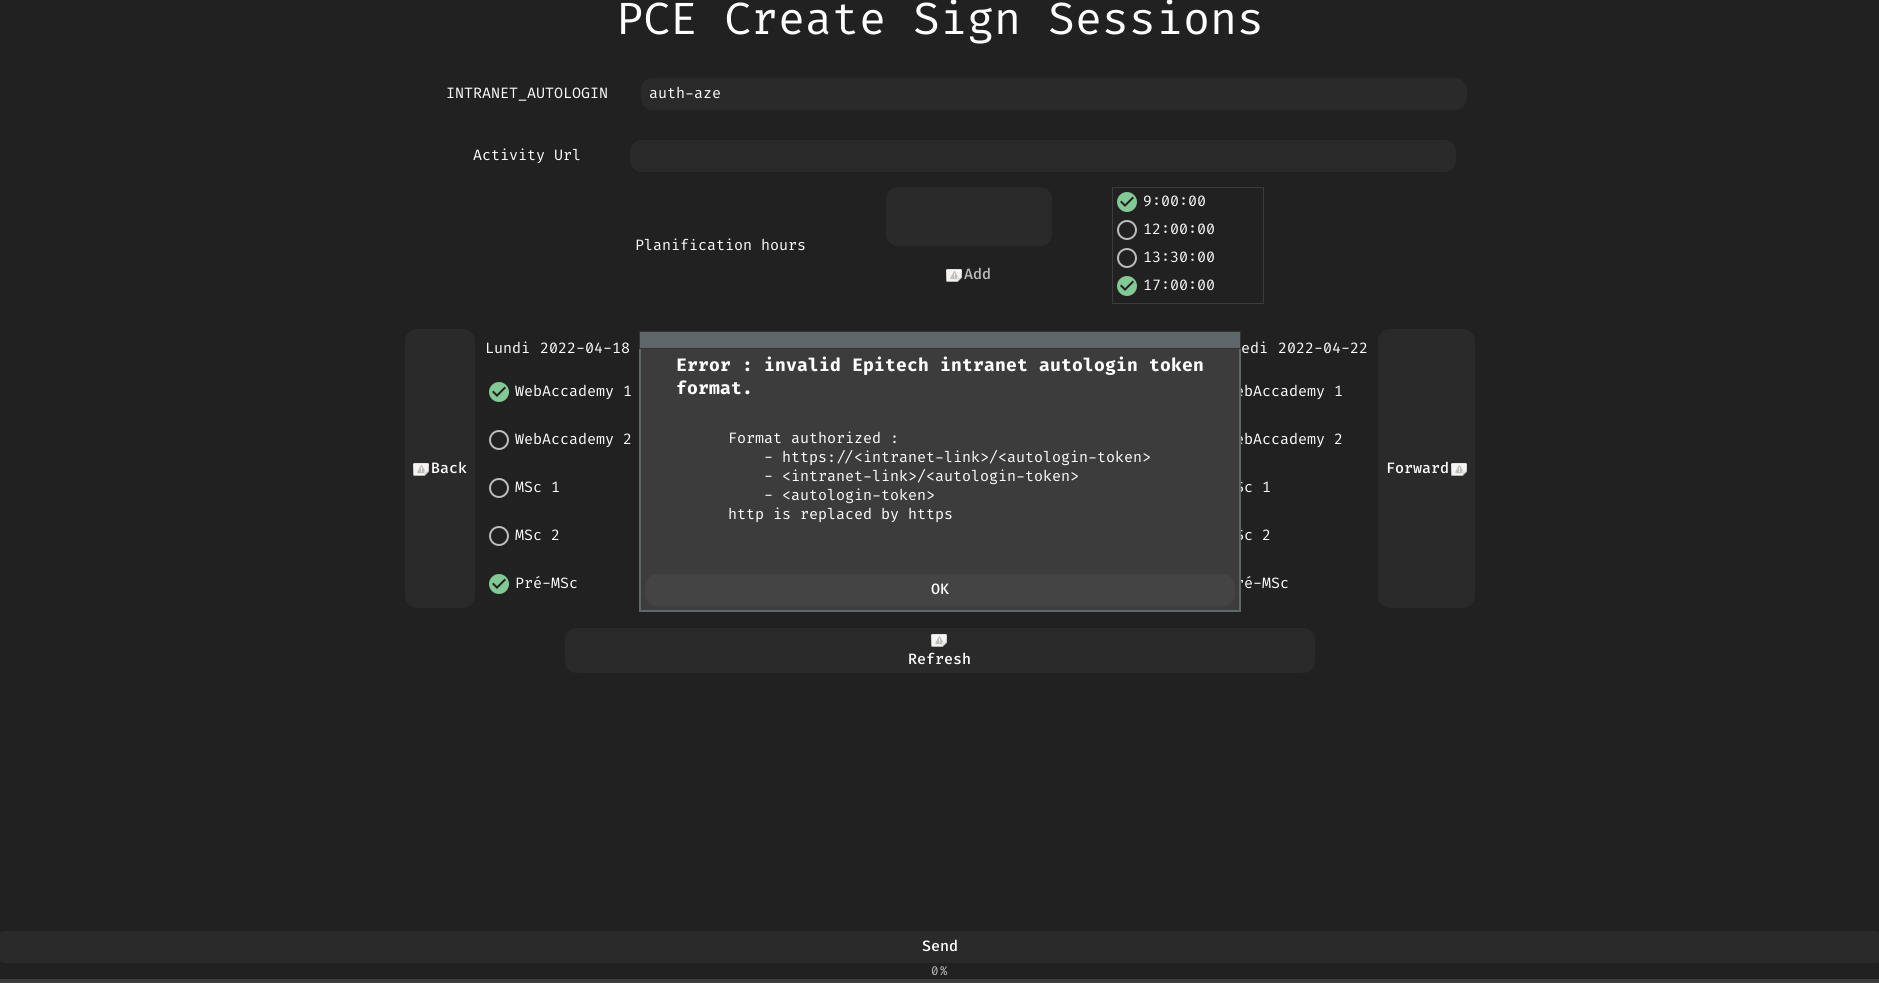 PCE Create Sign Sessions
INTRANET_AUTOLOGIN auth-aze
Activity Url
Planification hours
Add
9:00:00
12:00:00
13:30:00
17:00:00
Back
Lundi 2022-04-18
WebAccademy 1
WebAccademy 2
MSc 1
MSc 2
Pré-MSc
Error : invalid Epitech intranet autologin token
format.
Format authorized :
- https://<intranet-link>/<autologin-token>
- <intranet-link>/<autologin-token>
- <autologin-token>
http is replaced by https
OK
edi 2022-04-22
ebAccademy 1
ebAccademy 2
Sc 1
Sc 2
ré-MSc
Forward
Refresh
Send
0%